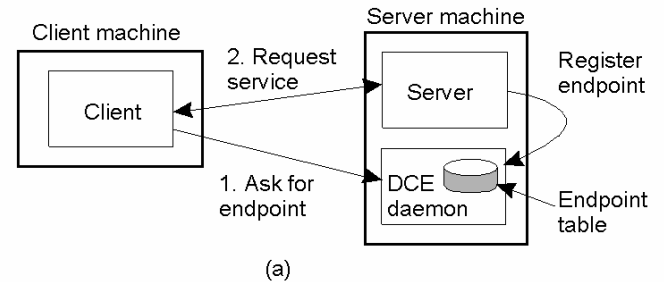 Client machine
Server machine
2. Request
service
Register
endpoint
Client
Server
1. Ask for
endpoint
DCE
daemon
Endpoint
table
(a)